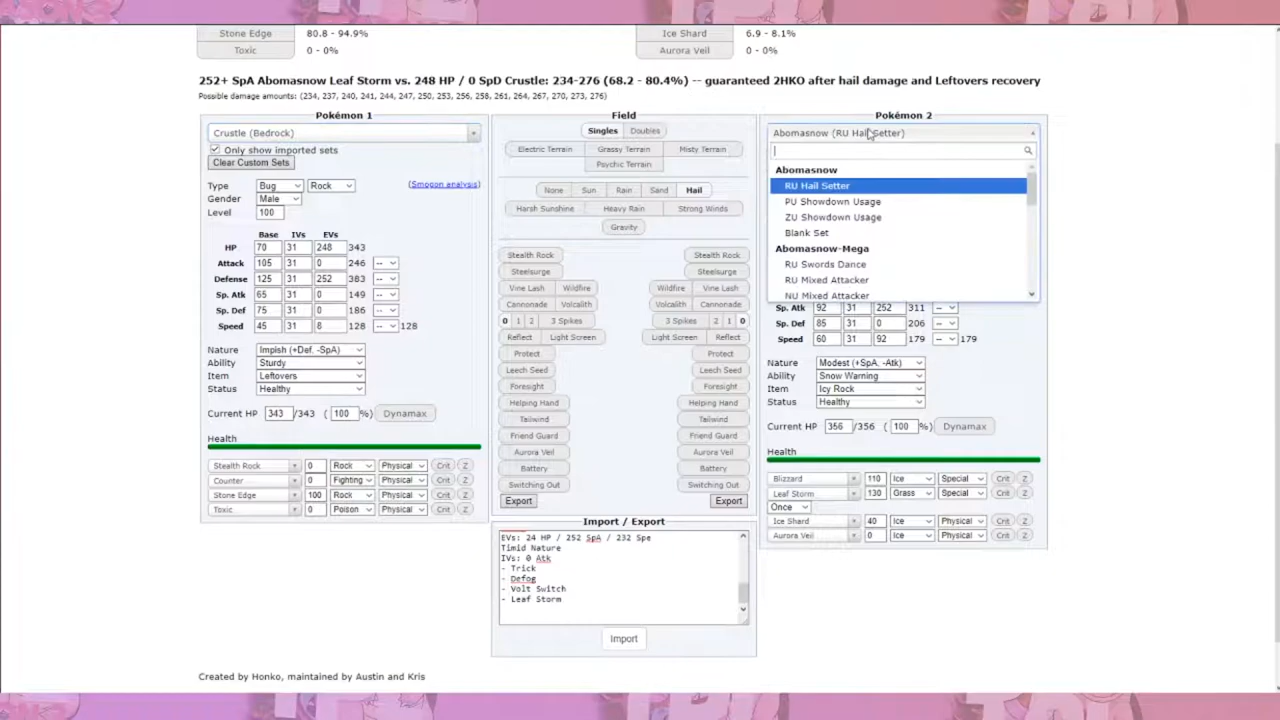 Stone Edge 80.8 - 94.9% Ice Shard 6.9 - 8.1%
Toxic 0 - 0% Aurora Veil 0 - 0%
252+ SpA Abomasnow Leaf Storm vs. 248 HP / 0 SpD Crustle: 234-276 (68.2 - 80.4%) -- guaranteed 2HKO after hail damage and Leftovers recovery
Possible damage amounts: (234, 237, 240, 241, 244, 247, 250, 253, 256, 258, 261, 264, 267, 270, 273, 276)
Pokémon 1
Crustle (Bedrock)
Only show imported sets
Clear Custom Sets
Type Bug Rock (Smogon analysis)
Gender Male
Level 100
Base IVs EVs
HP 70 31 248 343
Attack 105 31 0 246 --
Defense 125 31 252 383 --
Sp. Atk 65 31 0 149 --
Sp. Def 75 31 0 186 --
Speed 45 31 8 128 -- 128
Nature Impish (+Def, -SpA)
Ability Sturdy
Item Leftovers
Status Healthy
Current HP 343 /343 ( 100 %) Dynamax
Health
Stealth Rock 0 Rock Physical Crit Z
Counter 0 Fighting Physical Crit Z
Stone Edge 100 Rock Physical Crit Z
Toxic 0 Poison Physical Crit Z
Field
Singles Doubles
Electric Terrain Grassy Terrain Misty Terrain
Psychic Terrain
None Sun Rain Sand Hail
Harsh Sunshine Heavy Rain Strong Winds
Gravity
Stealth Rock Stealth Rock
Steelsurge Steelsurge
Vine Lash Wildfire Wildfire Vine Lash
Cannonade Volcalith Volcalith Cannonade
0 1 2 3 Spikes 3 Spikes 2 1 0
Reflect Light Screen Light Screen Reflect
Protect Protect
Leech Seed Leech Seed
Foresight Foresight
Helping Hand Helping Hand
Tailwind Tailwind
Friend Guard Friend Guard
Aurora Veil Aurora Veil
Battery Battery
Switching Out Switching Out
Export Export
Import / Export
EVs: 24 HP / 252 SpA / 232 Spe
Timid Nature
IVs: 0 Atk
- Trick
- Defog
- Volt Switch
- Leaf Storm
Import
Pokémon 2
Abomasnow (RU Hail Setter)
Abomasnow
RU Hail Setter
PU Showdown Usage
ZU Showdown Usage
Blank Set
Abomasnow-Mega
RU Swords Dance
RU Mixed Attacker
NU Mixed Attacker
Sp. Atk 92 31 252 311 --
Sp. Def 85 31 0 206 --
Speed 60 31 92 179 -- 179
Nature Modest (+SpA, -Atk)
Ability Snow Warning
Item Icy Rock
Status Healthy
Current HP 356 /356 ( 100 %) Dynamax
Health
Blizzard 110 Ice Special Crit Z
Leaf Storm 130 Grass Special Crit Z
Once
Ice Shard 40 Ice Physical Crit Z
Aurora Veil 0 Ice Physical Crit Z
Created by Honko, maintained by Austin and Kris